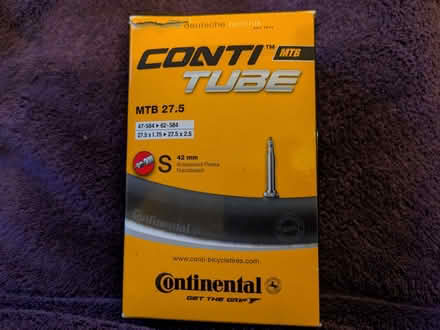 deutsche technik
CONTI™ MTB
TUBE
MTB 27.5
47-584 ▸ 62-584
27.5 x 1.75 ▸ 27.5 x 2.5
S
42 mm
Continental
www.conti-bicycletires.com
Continental
GET THE GRIP